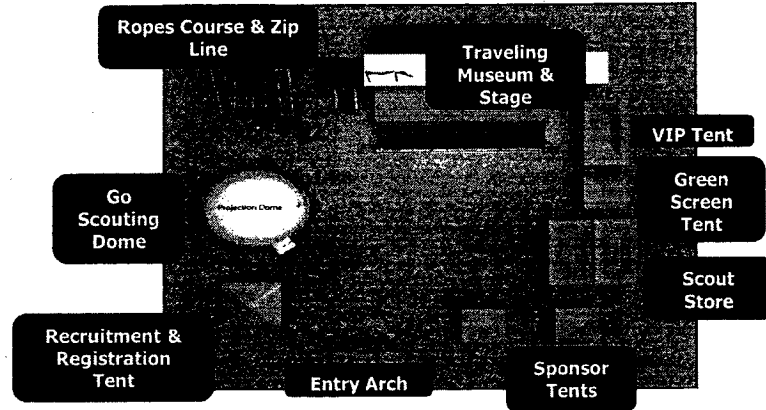 Ropes Course & Zip
Line
Traveling
Museum &
Stage
VIP Tent
Go
Scouting
Dome
Projection Dome
Green
Screen
Tent
Scout
Store
Recruitment &
Registration
Tent
Entry Arch
Sponsor
Tents